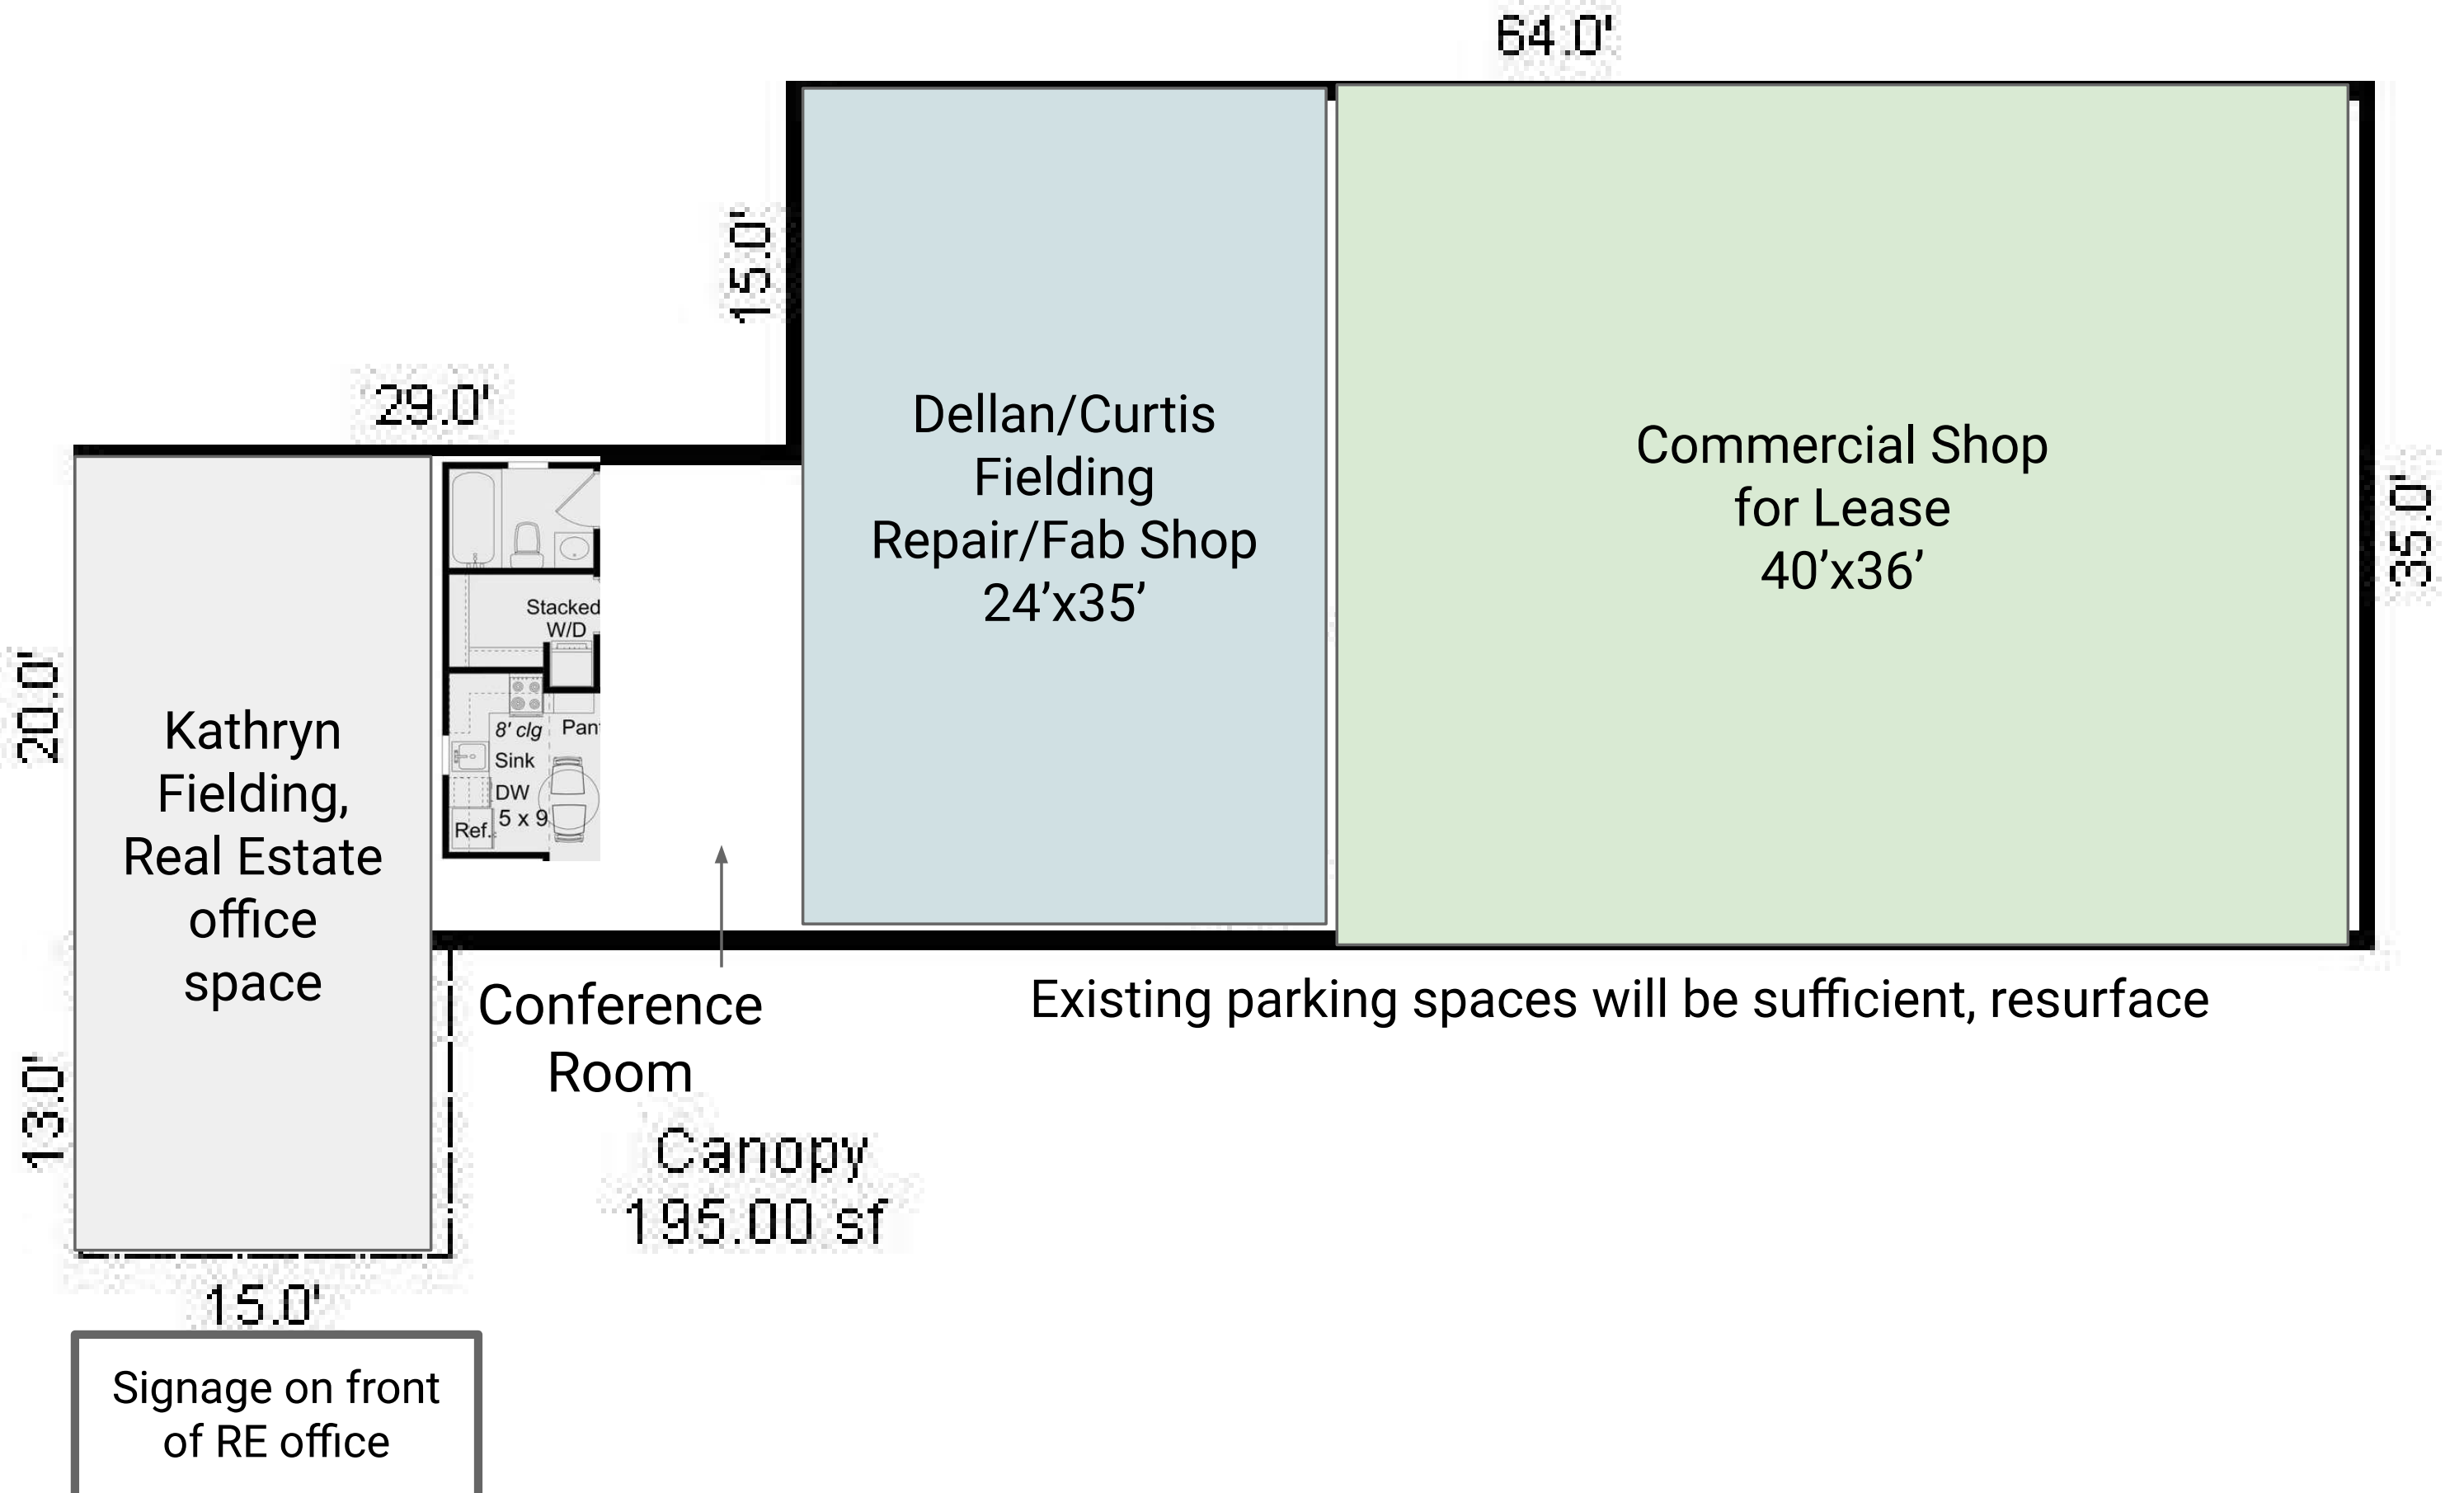 64.0'
15.0'
29.0'
Dellan/Curtis
Fielding
Repair/Fab Shop
24’x35’
Commercial Shop
for Lease
40’x36’
35.0'
20.0'
Stacked
W/D
8' clg
Pan
Sink
DW
5 x 9
Ref.
Kathryn
Fielding,
Real Estate
office
space
13.0'
Conference
Room
Existing parking spaces will be sufficient, resurface
Canopy
195.00 sf
15.0'
Signage on front
of RE office